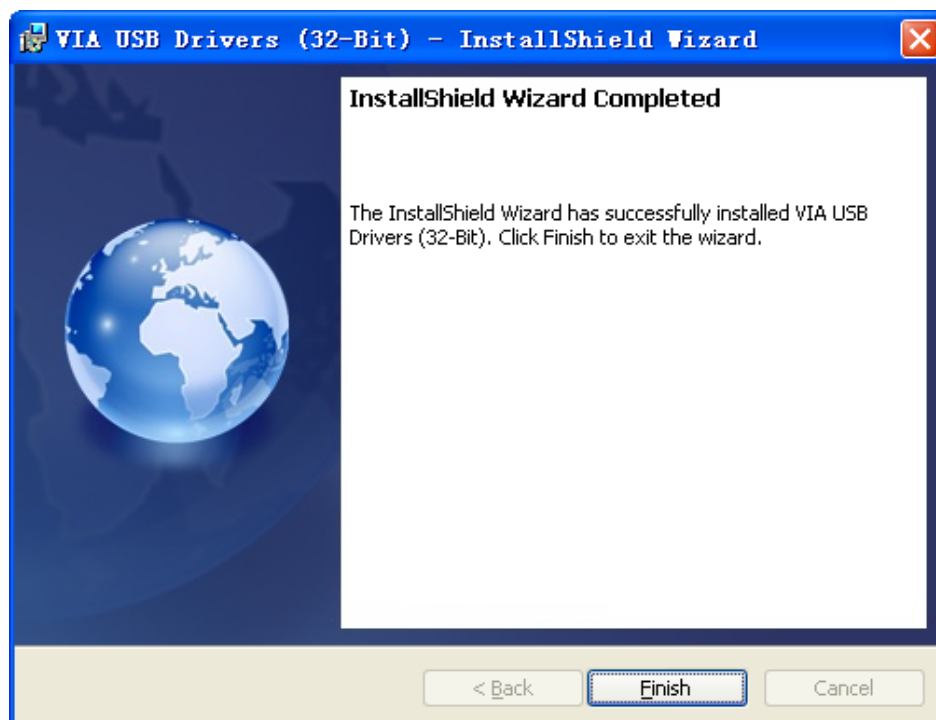 VIA USB Drivers (32-Bit) - InstallShield Wizard
InstallShield Wizard Completed
The InstallShield Wizard has successfully installed VIA USB
Drivers (32-Bit). Click Finish to exit the wizard.
< Back
Finish
Cancel